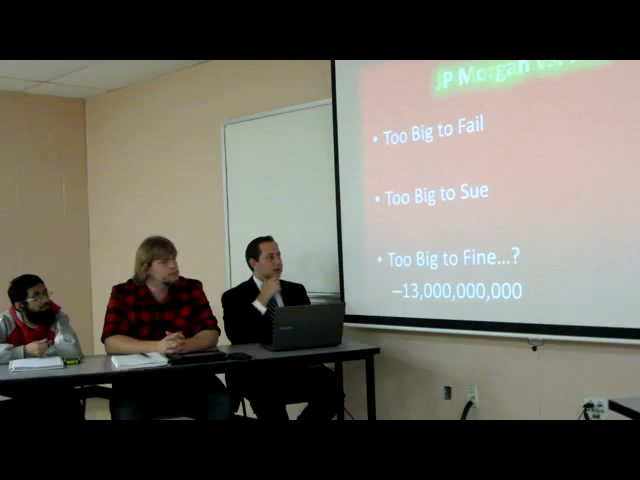 JP Morgan
• Too Big to Fail
• Too Big to Sue
• Too Big to Fine...?
–13,000,000,000